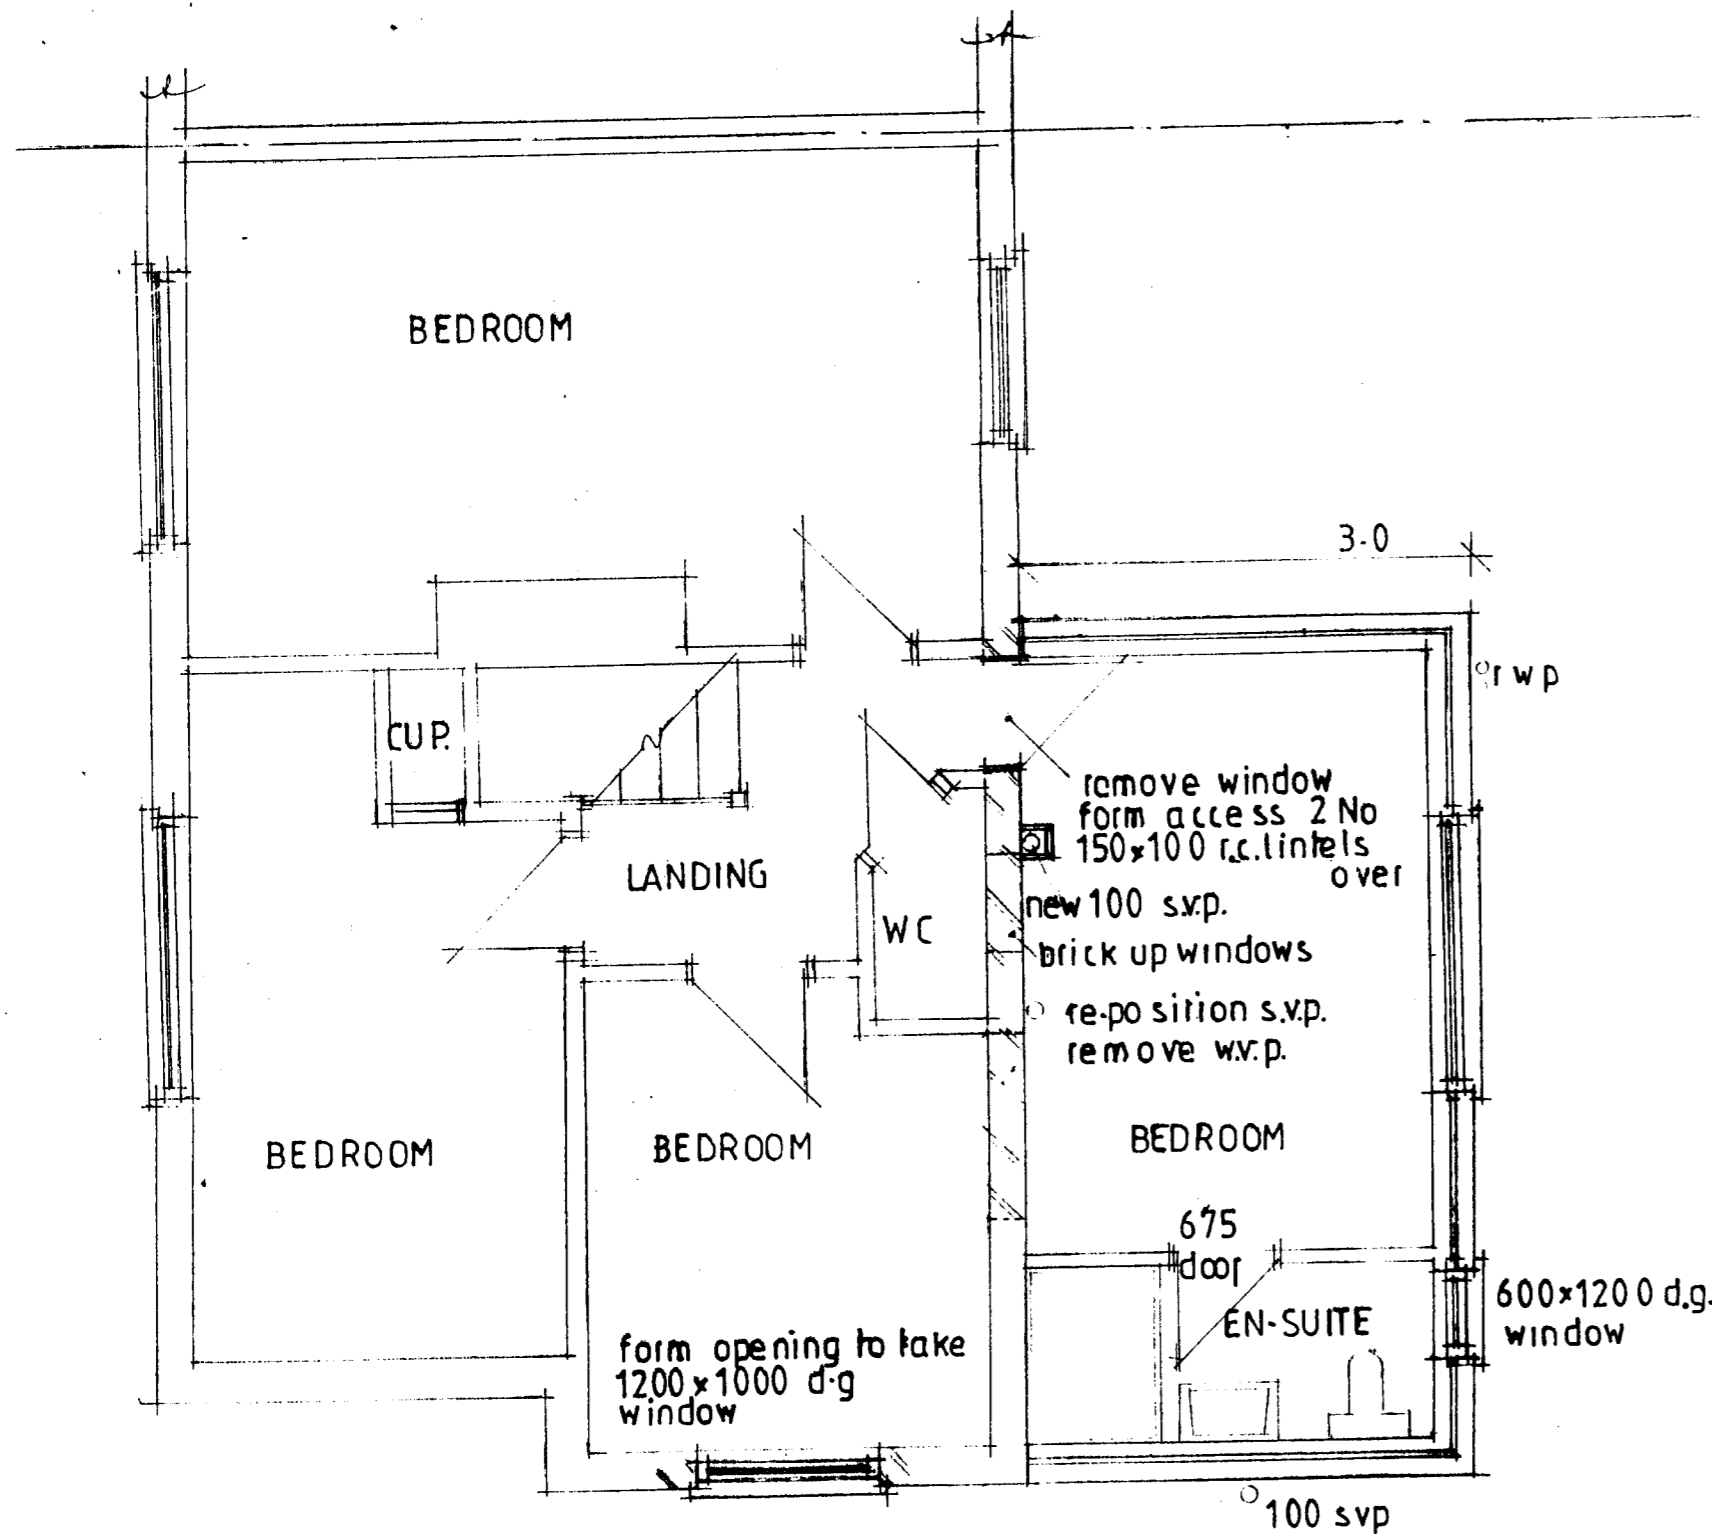 BEDROOM
3-0
r w p
CUP.
remove window
form access 2 No
150x100 r.c. lintels
over
LANDING
new 100 s.v.p.
WC
brick up windows
re-position s.v.p.
remove w.v.p.
BEDROOM
BEDROOM
BEDROOM
675
door
EN-SUITE
600x1200 d.g.
window
form opening to take
1200x1000 d-g
window
100 svp